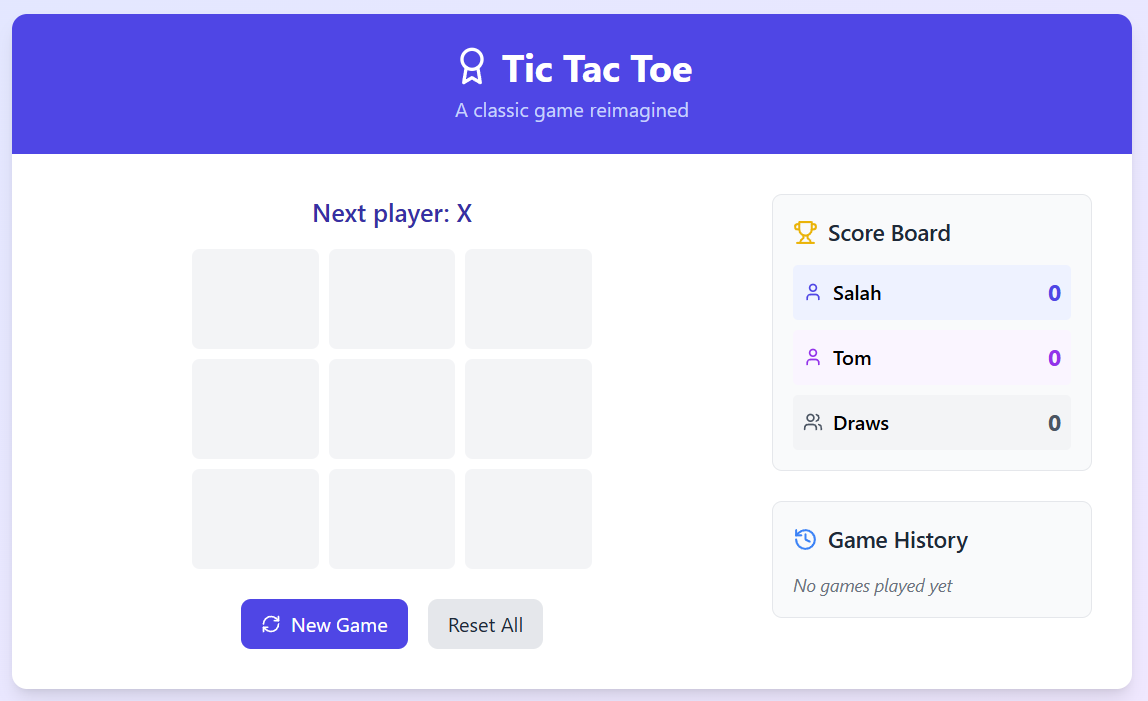 Tic Tac Toe
A classic game reimagined
Next player: X
New Game
Reset All
Score Board
Salah 0
Tom 0
Draws 0
Game History
No games played yet